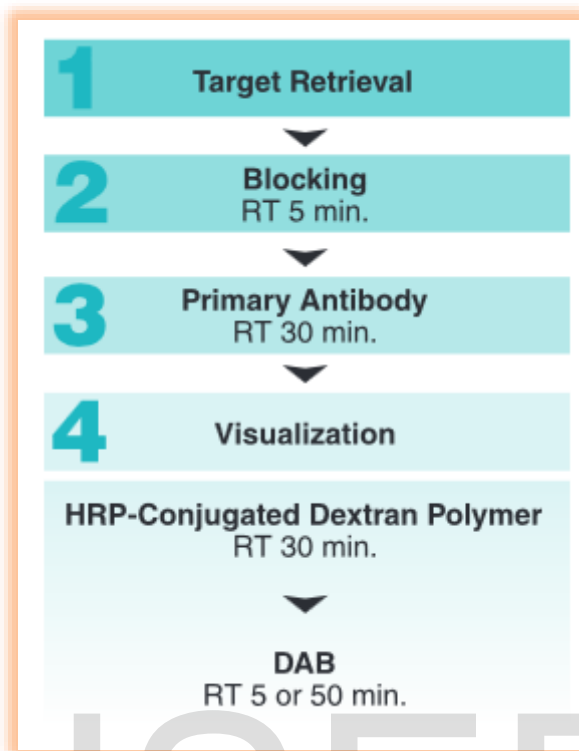 1 Target Retrieval
2 Blocking
RT 5 min.
3 Primary Antibody
RT 30 min.
4 Visualization
HRP-Conjugated Dextran Polymer
RT 30 min.
DAB
RT 5 or 50 min.